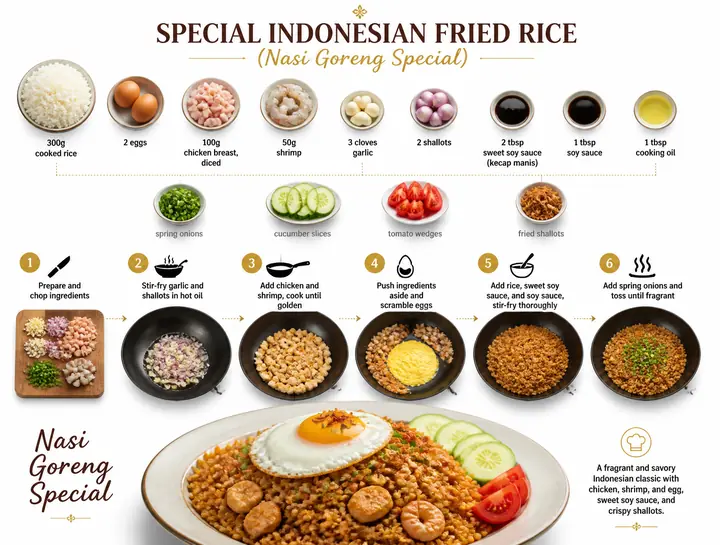 SPECIAL INDONESIAN FRIED RICE
(Nasi Goreng Special)
300g
cooked rice
2 eggs
100g
chicken breast,
diced
50g
shrimp
3 cloves
garlic
2 shallots
2 tbsp
sweet soy sauce
(kecap manis)
1 tbsp
soy sauce
1 tbsp
cooking oil
spring onions
cucumber slices
tomato wedges
fried shallots
1
Prepare and
chop ingredients
2
Stir-fry garlic and
shallots in hot oil
3
Add chicken and
shrimp, cook until
golden
4
Push ingredients
aside and
scramble eggs
5
Add rice, sweet soy
sauce, and soy sauce,
stir-fry thoroughly
6
Add spring onions and
toss until fragrant
Nasi
Goreng
Special
A fragrant and savory
Indonesian classic with
chicken, shrimp, and egg,
sweet soy sauce, and
crispy shallots.